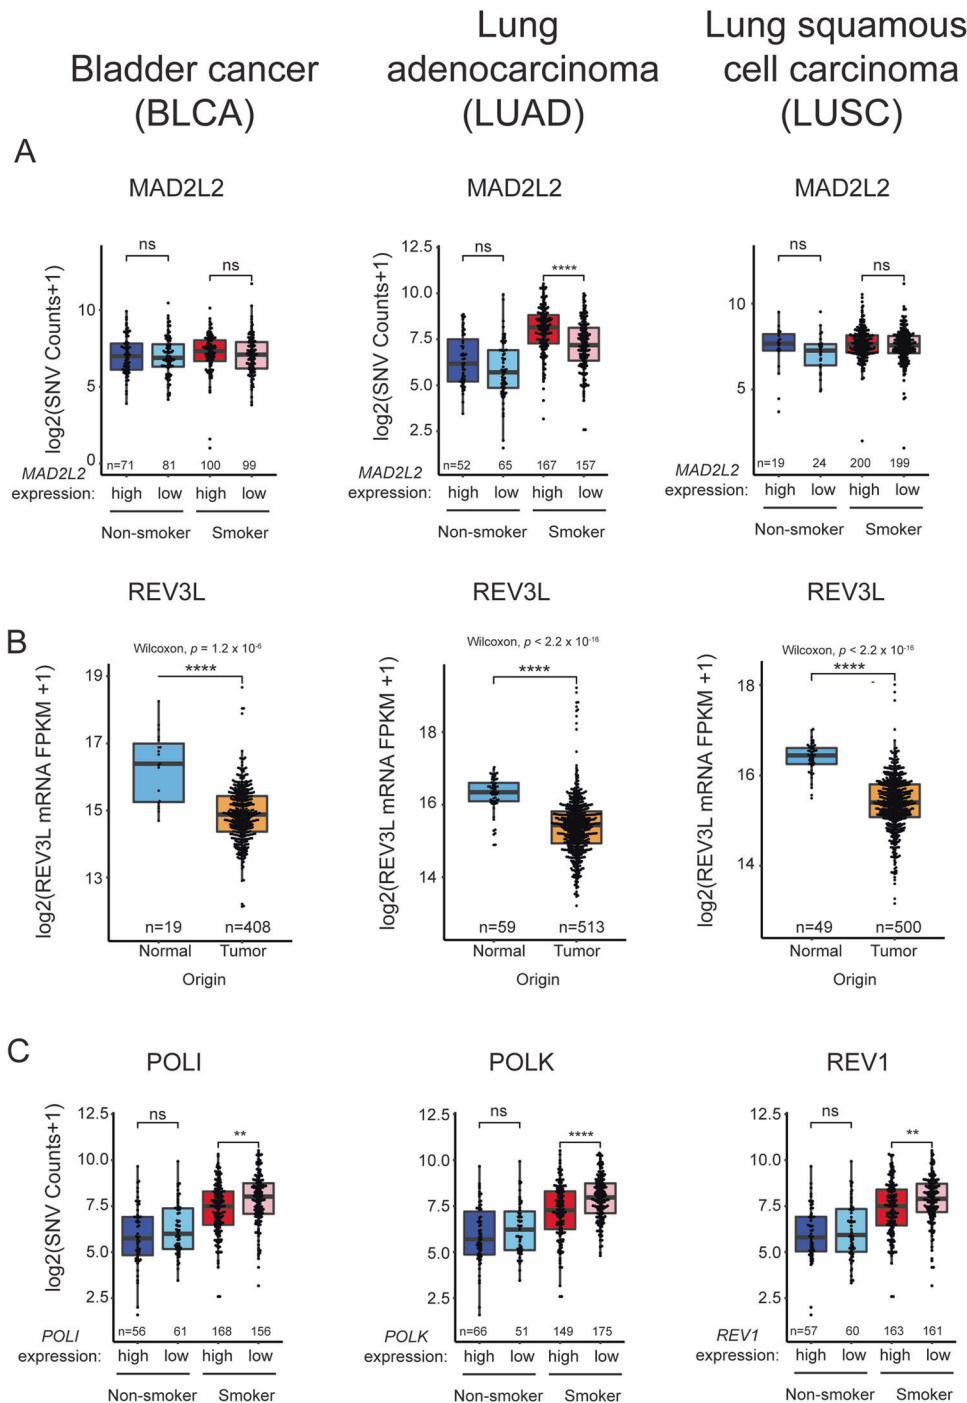 Bladder cancer
(BLCA)
Lung
adenocarcinoma
(LUAD)
Lung squamous
cell carcinoma
(LUSC)
A
MAD2L2
log2(SNV Counts+1)
10
5
0
ns
ns
n=71
81
100
99
MAD2L2
expression:
high
low
high
low
Non-smoker
Smoker
MAD2L2
log2(SNV Counts+1)
12.5
10.0
7.5
5.0
2.5
ns
****
n=52
65
167
157
MAD2L2
expression:
high
low
high
low
Non-smoker
Smoker
MAD2L2
log2(SNV Counts+1)
10
5
ns
ns
n=19
24
200
199
MAD2L2
expression:
high
low
high
low
Non-smoker
Smoker
B
REV3L
Wilcoxon, p = 1.2 x 10-6
****
log2(REV3L mRNA FPKM +1)
19
17
15
13
n=19
n=408
Normal
Tumor
Origin
REV3L
Wilcoxon, p < 2.2 x 10-16
****
log2(REV3L mRNA FPKM +1)
18
16
14
n=59
n=513
Normal
Tumor
Origin
REV3L
Wilcoxon, p < 2.2 x 10-16
****
log2(REV3L mRNA FPKM +1)
18
16
14
n=49
n=500
Normal
Tumor
Origin
C
POLI
log2(SNV Counts+1)
12.5
10.0
7.5
5.0
2.5
ns
**
n=56
61
168
156
POLI
expression:
high
low
high
low
Non-smoker
Smoker
POLK
12.5
10.0
7.5
5.0
2.5
ns
****
n=66
51
149
175
POLK
expression:
high
low
high
low
Non-smoker
Smoker
REV1
12.5
10.0
7.5
5.0
2.5
ns
**
n=57
60
163
161
REV1
expression:
high
low
high
low
Non-smoker
Smoker